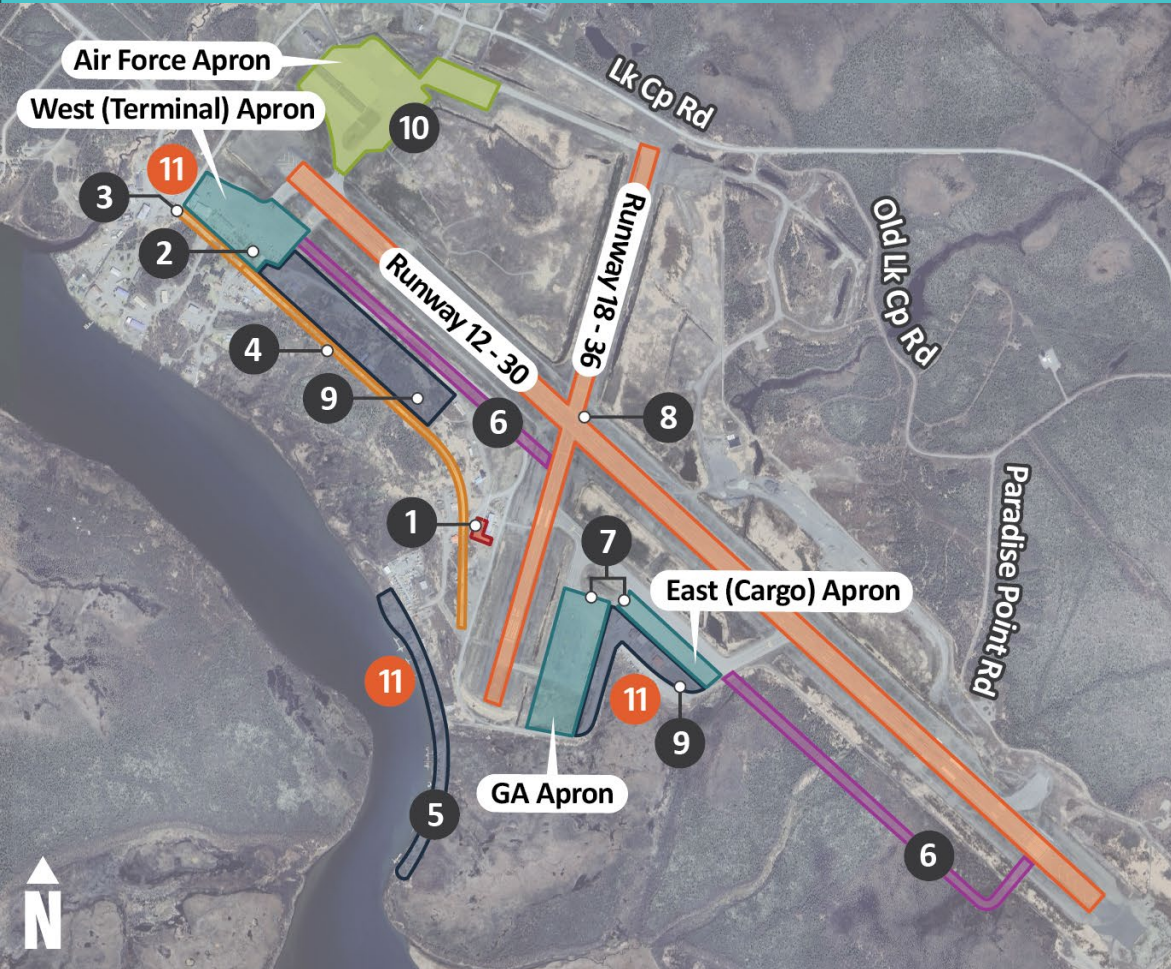 Air Force Apron
Lk Cp Rd
West (Terminal) Apron
10
11
3
Runway 18 - 36
Old Lk Cp Rd
2
Runway 12 - 30
4
9
6
8
Paradise Point Rd
1
7
East (Cargo) Apron
11
11
9
GA Apron
5
6
N